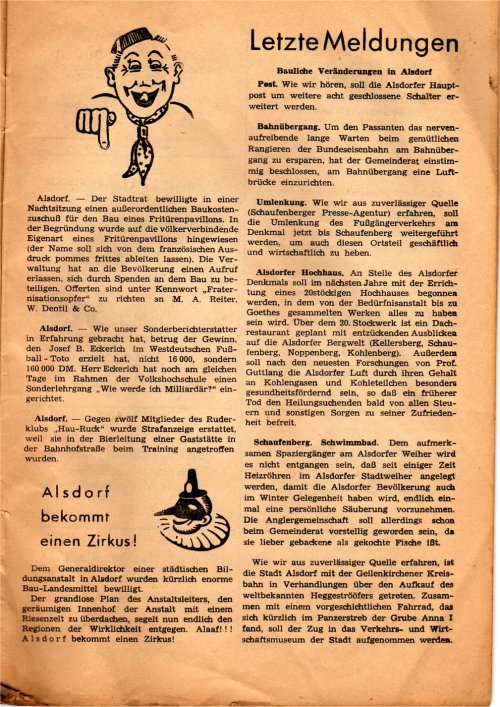 Alsdorf. — Der Stadtrat bewilligte in einer
Nachtsitzung einen außerordentlichen Baukosten-
zuschuß für den Bau eines Fritürenpavillons. In
der Begründung wurde auf die völkerverbindende
Eigenart eines Fritürenpavillons hingewiesen
(der Name soll sich von dem französischen Aus-
druck pommes frittes ableiten lassen). Die Ver-
waltung hat an die Bevölkerung einen Aufruf
erlassen, sich durch Spenden am dem Bau zu be-
teiligen. Offerten sind unter Kennwort „Frater-
nisationsopfer“ zu richten an M. A. Reiter,
W. Dentil & Co.
Alsdorf. — Wie unser Sonderberichterstatter
in Erfahrung gebracht hat, betrug der Gewinn,
den Josef B. Eckerich im Westdeutschen Fuß-
ball-Toto erzielt hat, nicht 16 000, sondern
160 000 DM. Herr Eckerich hat noch am gleichen
Tage im Rahmen der Volkshochschule einen
Sonderlehrgang „Wie werde ich Milliardär?“ ein-
gerichtet.
Alsdorf. — Gegen zwölf Mitglieder des Ruder-
klubs „Hau-Ruck“ wurde Strafanzeige erstattet,
weil sie in der Bierleitung einer Gaststätte in
der Bahnhofstraße beim Training angetroffen
wurden.
Alsdorf
bekommt
einen Zirkus!
Dem Generaldirektor einer städtischen Bil-
dungsanstalt in Alsdorf wurden kürzlich enorme
Bau-Landesmittel bewilligt.
Der grandiose Plan des Anstaltsleiters, den
geräumigen Innenhof der Anstalt mit einem
Riesenzelt zu überdachen, segelt nun endlich den
Regionen der Wirklichkeit entgegen. Alaaf!!!
Alsdorf bekommt einen Zirkus!
Letzte Meldungen
Bauliche Veränderungen in Alsdorf
Post. Wie wir hören, soll die Alsdorfer Haupt-
post um weitere acht geschlossene Schalter er-
weitert werden.
Bahnübergang. Um den Passanten das nerven-
aufreibende lange Warten beim gemütlichen
Rangieren der Bundeseisenbahn am Bahnüber-
gang zu ersparen, hat der Gemeinderat einstim-
mig beschlossen, am Bahnübergang eine Luft-
brücke einzurichten.
Umlenkung. Wie wir aus zuverlässiger Quelle
(Schaufenberger Presse-Agentur) erfahren, soll
die Umlenkung des Fußgängerverkehrs am
Denkmal jetzt bis Schaufenberg weitergeführt
werden, um auch diesen Ortsteil geschäftlich
und wirtschaftlich zu heben.
Alsdorfer Hochhaus. An Stelle des Alsdorfer
Denkmals soll im nächsten Jahre mit der Errich-
tung eines 20stöckigen Hochhauses begonnen
werden, in dem von der Bedürfnisanstalt bis zu
Goethes gesammelten Werken alles zu haben
sein wird. Über dem 20. Stockwerk ist ein Dach-
restaurant geplant mit entzückenden Ausblicken
auf die Alsdorfer Bergwelt (Kellersberg, Schau-
fenberg, Noppenberg, Kohlenberg). Außerdem
soll nach den neuesten Forschungen von Prof.
Guttlang die Alsdorfer Luft durch ihren Gehalt
an Kohlengasen und Kohleteilchen besonders
gesundheitsfördernd sein, so daß ein früherer
Tod den Heilungsuchenden bald von allen Steu-
ern und sonstigen Sorgen zu seiner Zufrieden-
heit befreit.
Schaufenberg. Schwimmbad. Dem aufmerk-
samen Spaziergänger am Alsdorfer Weiher wird
es nicht entgangen sein, daß seit einiger Zeit
Heizröhren im Alsdorfer Stadtweiher angelegt
werden, damit die Alsdorfer Bevölkerung auch
im Winter Gelegenheit haben wird, endlich ein-
mal eine persönliche Säuberung vorzunehmen.
Die Anglergemeinschaft soll allerdings schon
beim Gemeinderat vorstellig geworden sein, da
sie lieber gebackene als gekochte Fische ißt.
Wie wir aus zuverlässiger Quelle erfahren, ist
die Stadt Alsdorf mit der Geilenkirchener Kreis-
bahn in Verhandlungen über den Aufkauf des
weltbekannten Heggeströöfers getreten. Zusam-
men mit einem vorgeschichtlichen Fahrrad, das
sich kürzlich im Panzerstreb der Grube Anna I
fand, soll der Zug in das Verkehrs- und Wirt-
schaftsmuseum der Stadt aufgenommen werden.